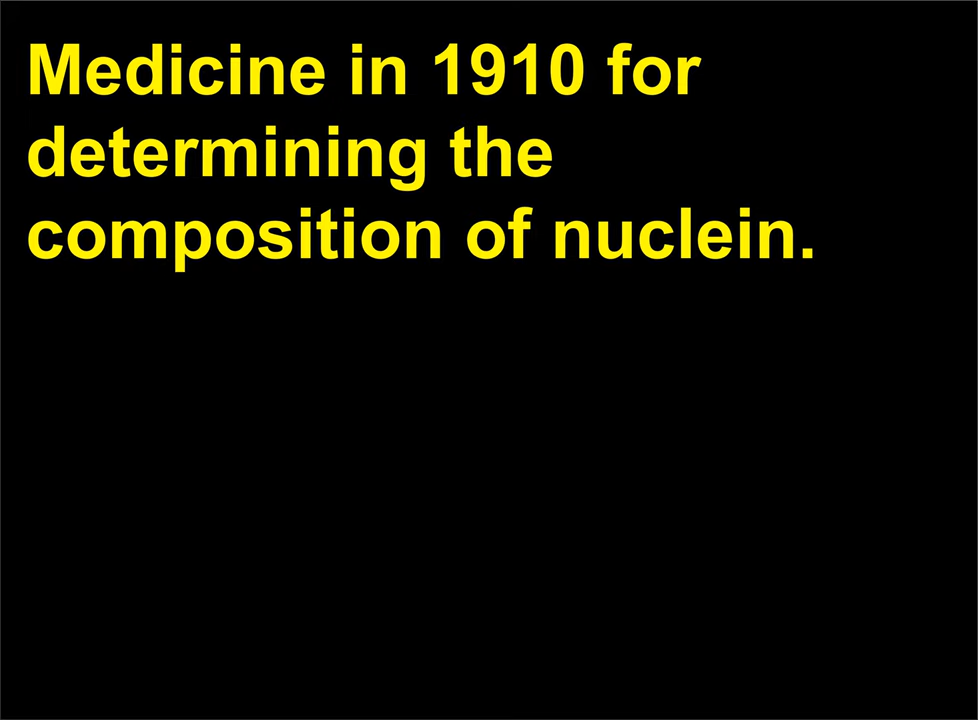 Medicine in 1910 for
determining the
composition of nuclein.